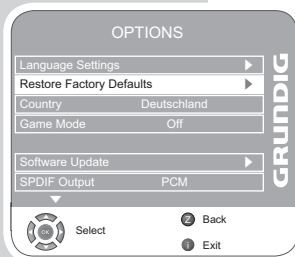 OPTIONS
Language Settings
Restore Factory Defaults
Country Deutschland
Game Mode Off
Software Update
SPDIF Output PCM
GRUNDIG
OK Select Z Back
i Exit